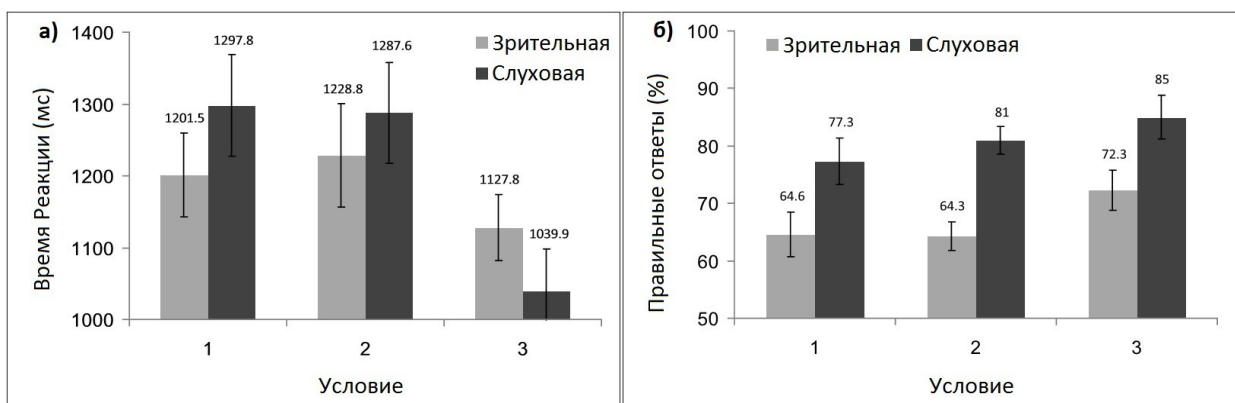 а)
1400
1300
1200
1100
1000
Время Реакции (мс)
Зрительная
Слуховая
1201.5
1297.8
1228.8
1287.6
1127.8
1039.9
1 2 3
Условие
б)
100
90
80
70
60
50
Правильные ответы (%)
Зрительная Слуховая
64.6
77.3
64.3
81
72.3
85
1 2 3
Условие